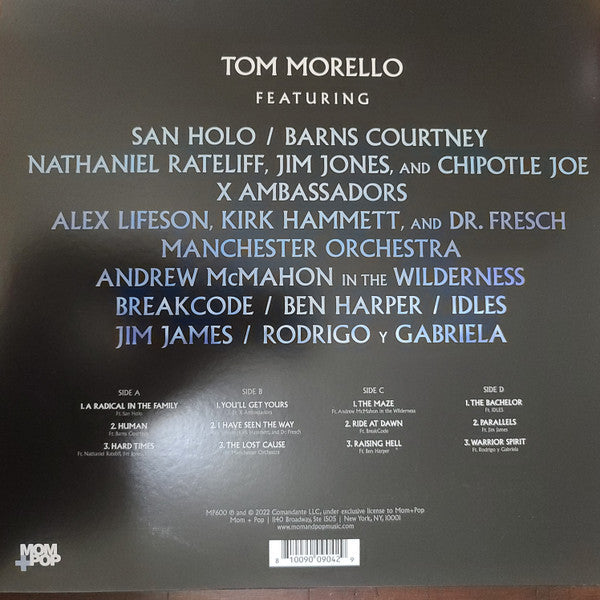 TOM MORELLO
FEATURING
SAN HOLO / BARNS COURTNEY
NATHANIEL RATELIFF, JIM JONES, AND CHIPOTLE JOE
X AMBASSADORS
ALEX LIFESON, KIRK HAMMETT, AND DR. FRESCH
MANCHESTER ORCHESTRA
ANDREW McMAHON IN THE WILDERNESS
BREAKCODE / BEN HARPER / IDLES
JIM JAMES / RODRIGO Y GABRIELA
SIDE A
1. A RADICAL IN THE FAMILY
Ft. San Holo
2. HUMAN
Ft. Barns Courtney
3. HARD TIMES
Ft. Nathaniel Rateliff, Jim Jones,
SIDE B
1. YOU'LL GET YOURS
Ft. X Ambassadors
2. I HAVE SEEN THE WAY
Kirk Hammett, and Dr. Fresch
3. THE LOST CAUSE
Ft. Manchester Orchestra
SIDE C
1. THE MAZE
Ft. Andrew McMahon in the Wilderness
2. RIDE AT DAWN
Ft. BreakCode
3. RAISING HELL
Ft. Ben Harper
SIDE D
1. THE BACHELOR
Ft. IDLES
2. PARALLELS
Ft. Jim James
3. WARRIOR SPIRIT
Ft. Rodrigo y Gabriela
MP600 ℗ and © 2022 Comandante LLC, under exclusive license to Mom+Pop
Mom + Pop | 1140 Broadway, Ste 1505 | New York, NY, 10001
www.momandpopmusic.com
MOM
+POP
8 10090 09042 9